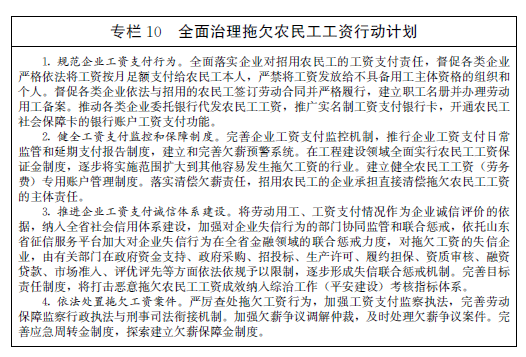 专栏 10 全面治理拖欠农民工工资行动计划
1. 规范企业工资支付行为。全面落实企业对招用农民工的工资支付责任，督促各类企业
严格依法将工资按月足额支付给农民工本人，严禁将工资发放给不具备用工主体资格的组织和
个人。督促各类企业依法与招用的农民工签订劳动合同并严格履行，建立职工名册并办理劳动
用工备案。推动各类企业委托银行代发农民工工资，推广实名制工资支付银行卡，开通农民工
社会保障卡的银行账户工资支付功能。
2. 健全工资支付监控和保障制度。完善企业工资支付监控机制，推行企业工资支付日常
监管和延期支付报告制度，建立和完善欠薪预警系统。在工程建设领域全面实行农民工工资保
证金制度，逐步将实施范围扩大到其他容易发生拖欠工资的行业。建立健全农民工工资（劳务
费）专用账户管理制度。落实清偿欠薪责任，招用农民工的企业承担直接清偿拖欠农民工工资
的主体责任。
3. 推进企业工资支付诚信体系建设。将劳动用工、工资支付情况作为企业诚信评价的依
据，纳入全省社会信用体系建设，加强对企业失信行为的部门协同监管和联合惩戒，依托山东
省征信服务平台加大对企业失信行为在全省金融领域的联合惩戒力度，对拖欠工资的失信企
业，由有关部门在政府资金支持、政府采购、招投标、生产许可、履约担保、资质审核、融资
贷款、市场准入、评优评先等方面依法依规予以限制，逐步形成失信联合惩戒机制。完善目标
责任制度，将打击恶意拖欠农民工工资成效纳入综治工作（平安建设）考核指标体系。
4. 依法处置拖欠工资案件。严厉查处拖欠工资行为，加强工资支付监察执法，完善劳动
保障监察行政执法与刑事司法衔接机制。加强欠薪争议调解仲裁，及时处理欠薪争议案件。完
善应急周转金制度，探索建立欠薪保障金制度。